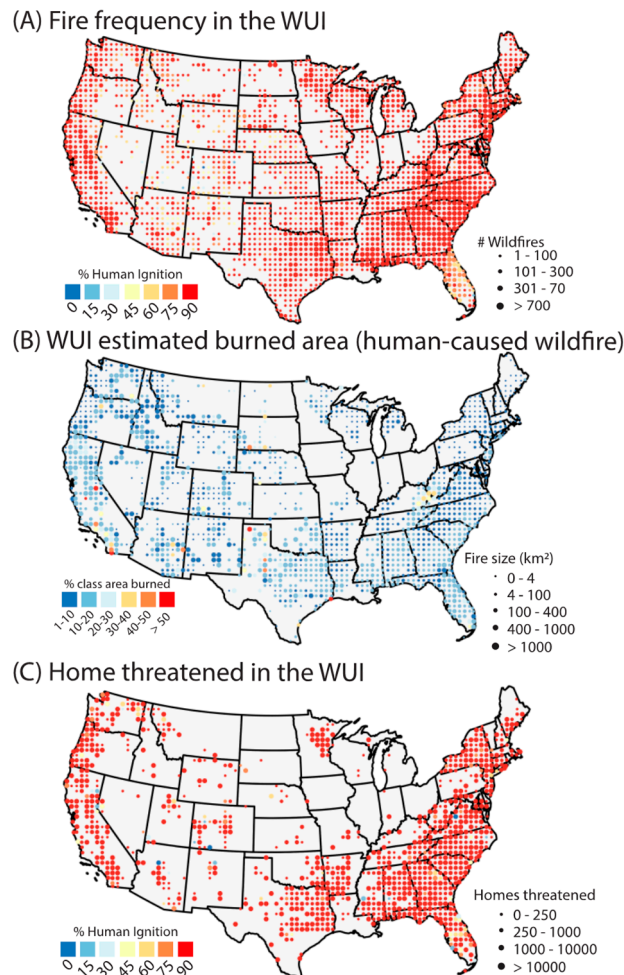 (A) Fire frequency in the WUI
# Wildfires
1 - 100
101 - 300
301 - 70
> 700
% Human Ignition
0 15 30 45 60 75 90
(B) WUI estimated burned area (human-caused wildfire)
Fire size (km²)
0 - 4
4 - 100
100 - 400
400 - 1000
> 1000
% class area burned
1-10 10-20 20-30 30-40 40-50 > 50
(C) Home threatened in the WUI
Homes threatened
0 - 250
250 - 1000
1000 - 10000
> 10000
% Human Ignition
0 15 30 45 60 75 90